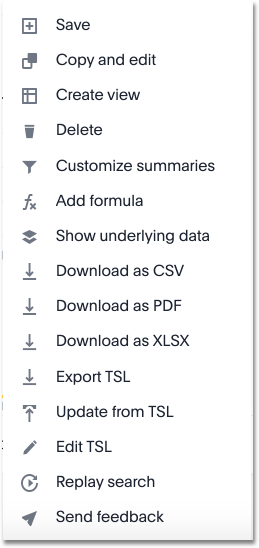 Save
Copy and edit
Create view
Delete
Customize summaries
Add formula
Show underlying data
Download as CSV
Download as PDF
Download as XLSX
Export TSL
Update from TSL
Edit TSL
Replay search
Send feedback